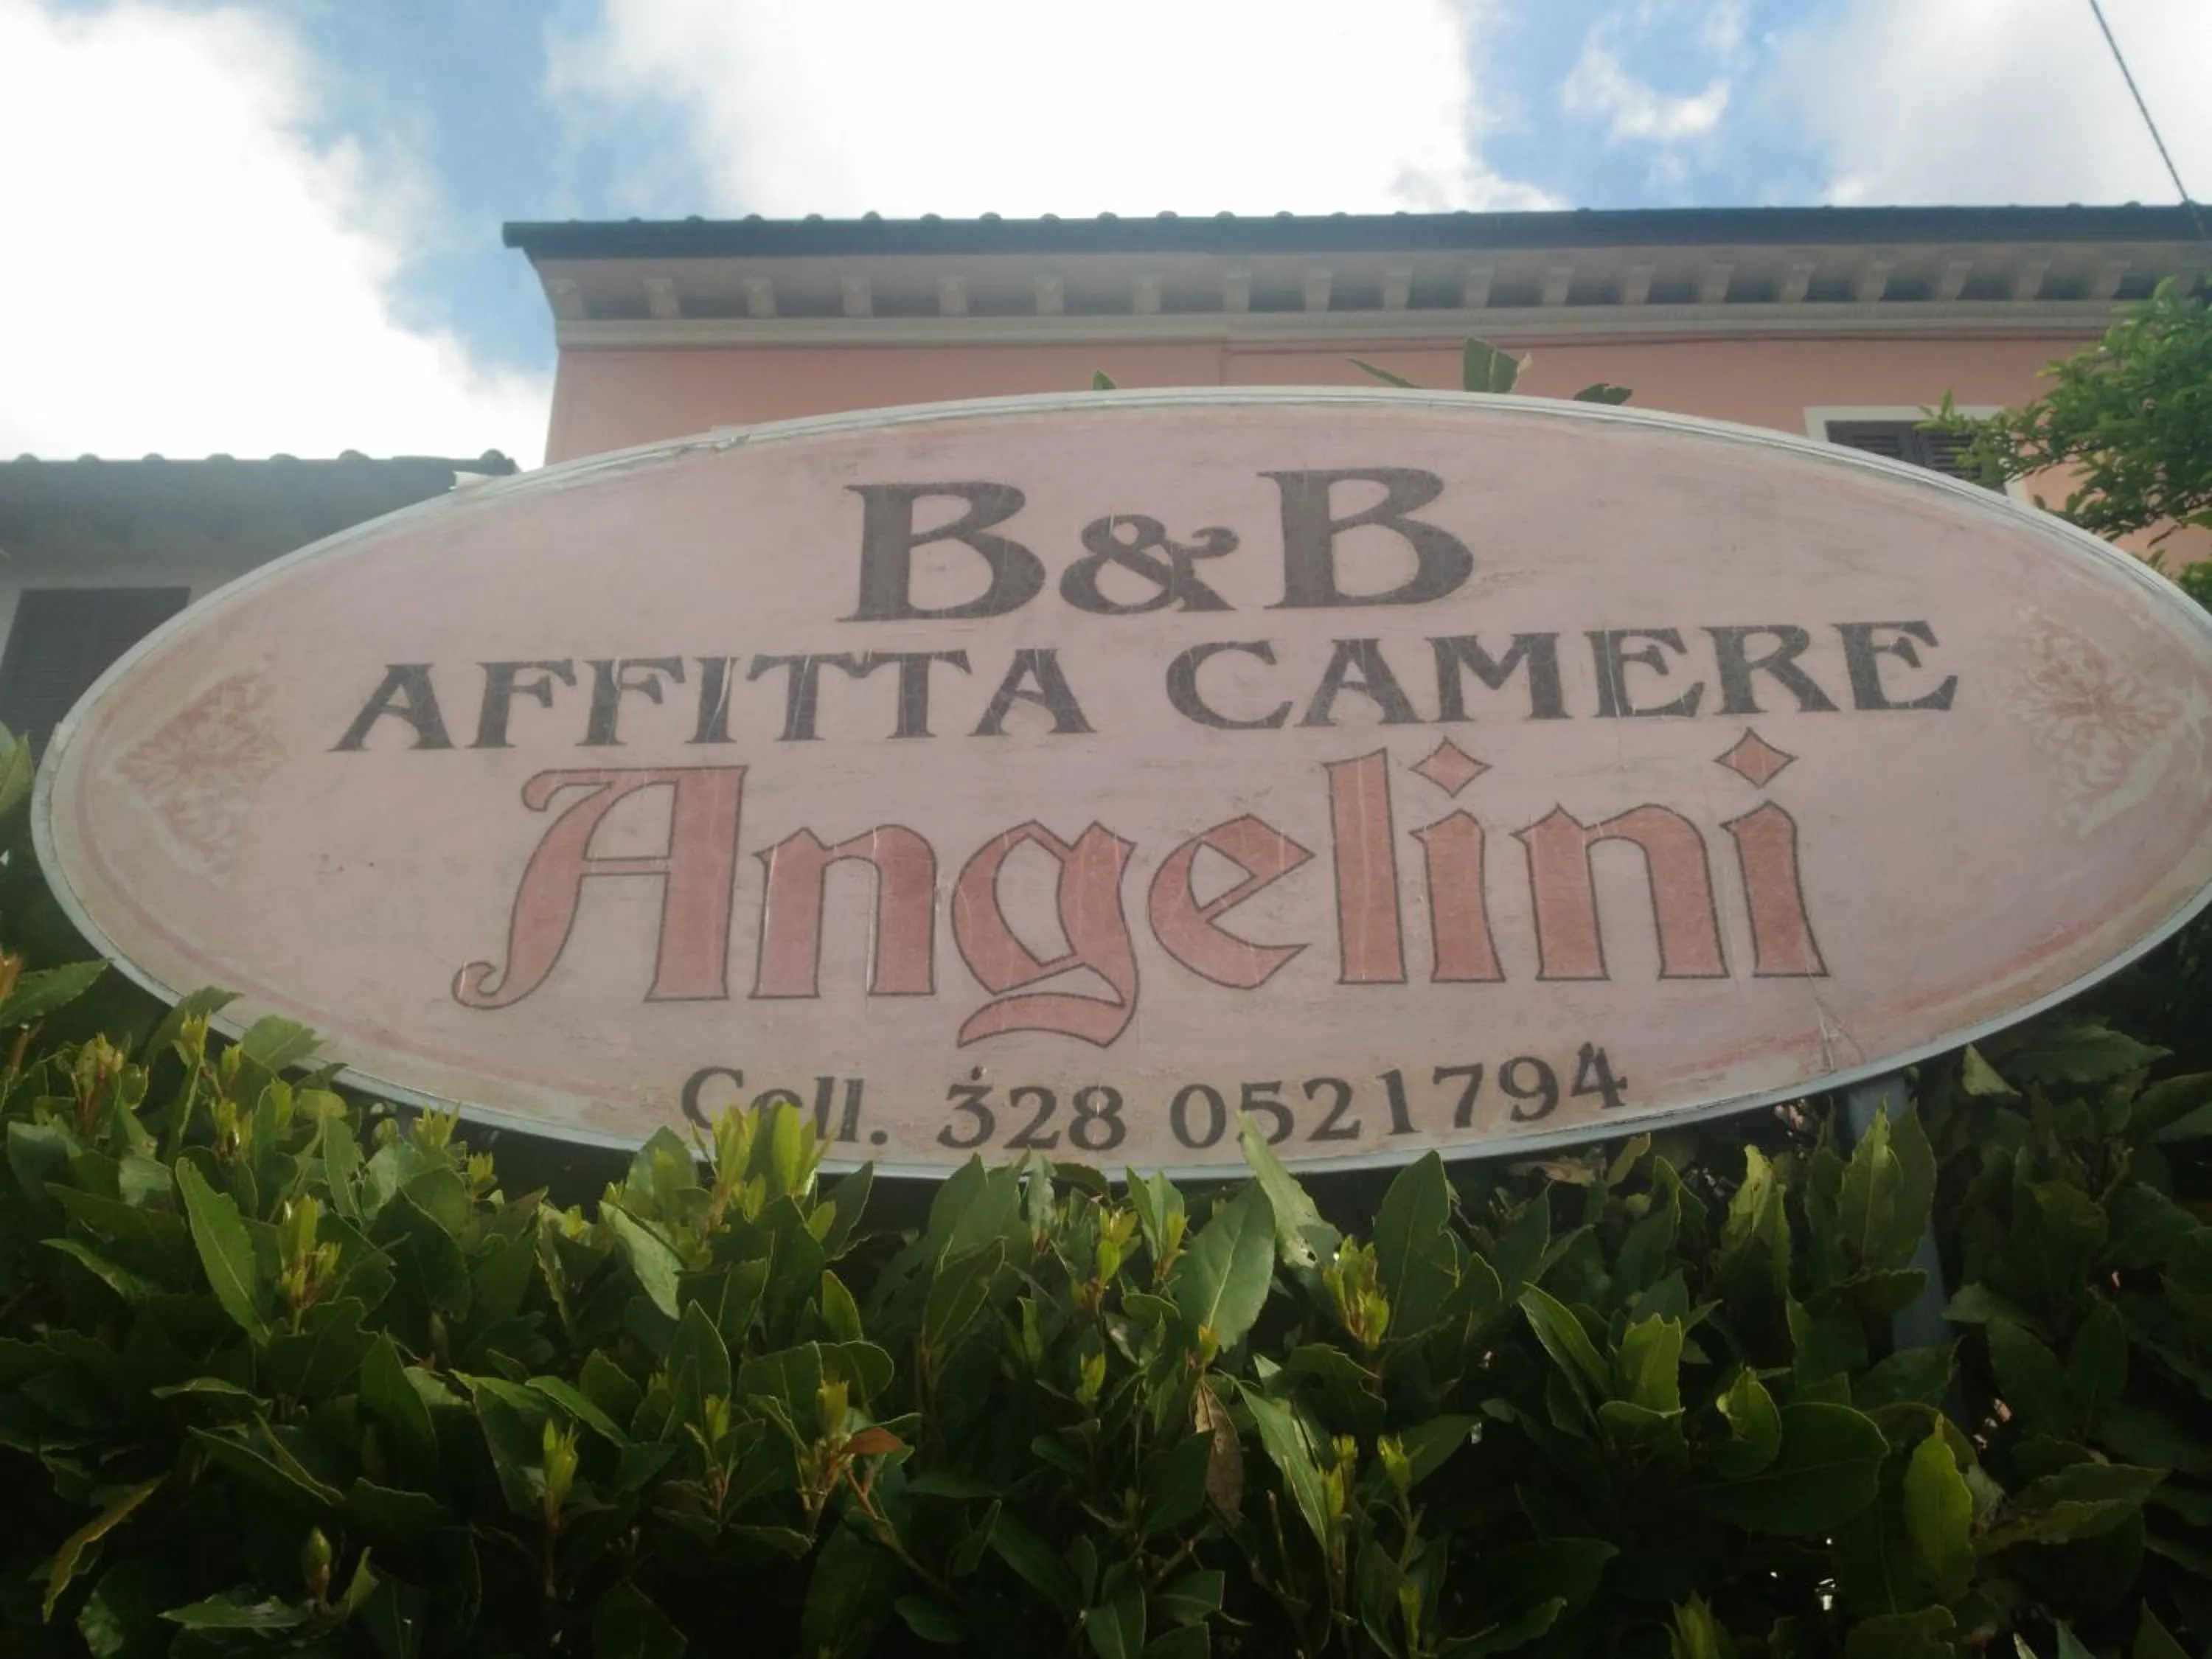 B&B
AFFITTA CAMERE
Angelini
Cell. 328 0521794